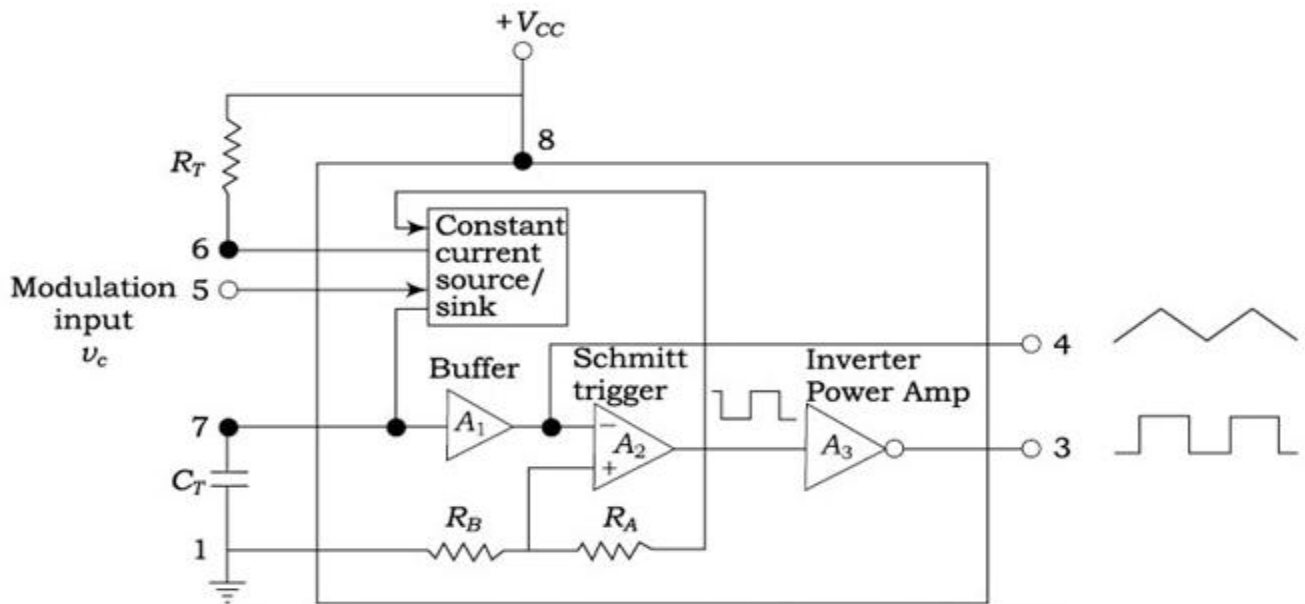 +V_CC
8
R_T
6
Constant
current
source/
sink
Modulation 5
input
v_c
4
Buffer
Schmitt
trigger
Inverter
Power Amp
7
A_1
−
A_2
+
A_3
3
C_T
R_B
R_A
1